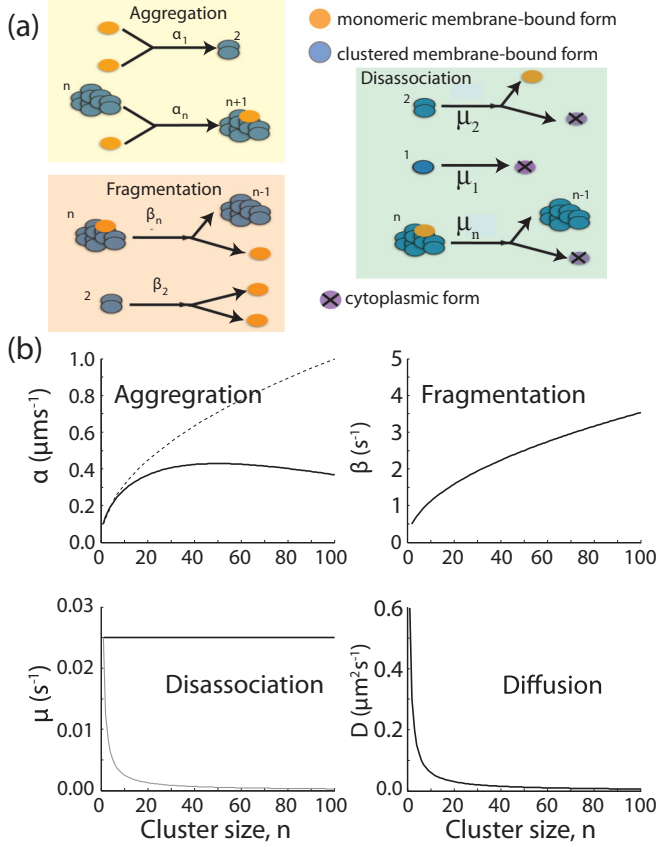 (a)
Aggregation
α1
2
n
αn
n+1
Fragmentation
n
βn
n-1
2
β2
monomeric membrane-bound form
clustered membrane-bound form
Disassociation
2
μ2
1
μ1
n
μn
n-1
cytoplasmic form
(b)
Aggregration
α (μms-1)
1.0
0.8
0.6
0.4
0.2
0.0
0 20 40 60 80 100
Fragmentation
β (s-1)
5
4
3
2
1
0
0 20 40 60 80 100
Disassociation
μ (s-1)
0.03
0.02
0.01
0.00
0 20 40 60 80 100
Cluster size, n
Diffusion
D (μm2s-1)
0.6
0.4
0.2
0.0
0 20 40 60 80 100
Cluster size, n